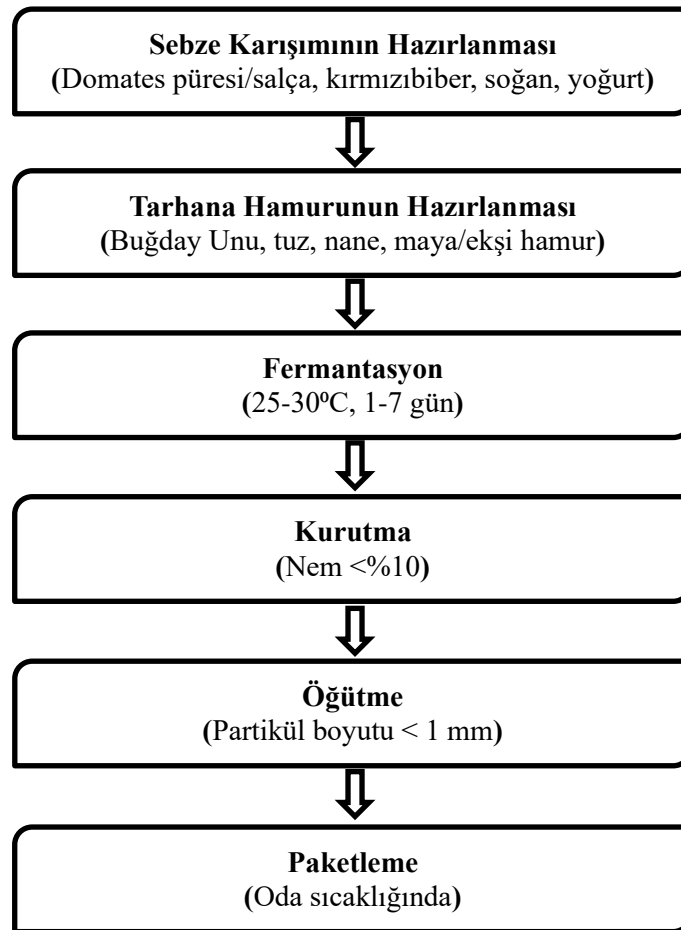 Sebze Karışımının Hazırlanması
(Domates püresi/salça, kırmızıbiber, soğan, yoğurt)
Tarhana Hamurunun Hazırlanması
(Buğday Unu, tuz, nane, maya/ekşi hamur)
Fermantasyon
(25-30⁰C, 1-7 gün)
Kurutma
(Nem <%10)
Öğütme
(Partikül boyutu < 1 mm)
Paketleme
(Oda sıcaklığında)